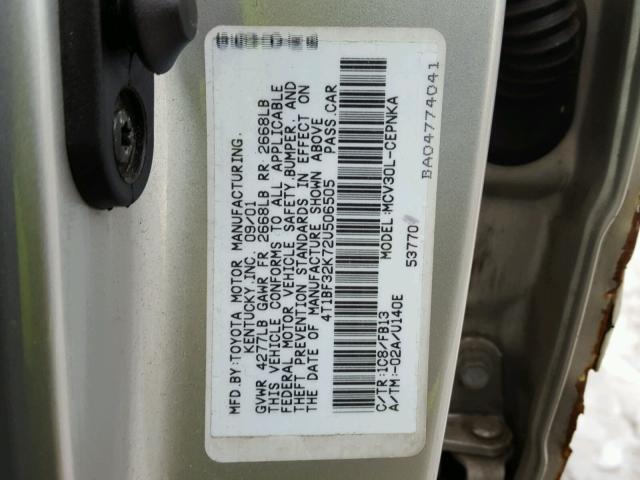 MFD.BY:TOYOTA MOTOR MANUFACTURING.
KENTUCKY,INC. 09/01
GVWR 4277LB GAWR FR 2668LB RR 2668LB
THIS VEHICLE CONFORMS TO ALL APPLICABLE
FEDERAL MOTOR VEHICLE SAFETY,BUMPER, AND
THEFT PREVENTION STANDARDS IN EFFECT ON
THE DATE OF MANUFACTURE SHOWN ABOVE
4T1BF32K72U506505 PASS.CAR
C/TR:1C8/FB13 MODEL:MCV30L-CEPNKA
A/TM:-02A/U140E 53770
BA04774041